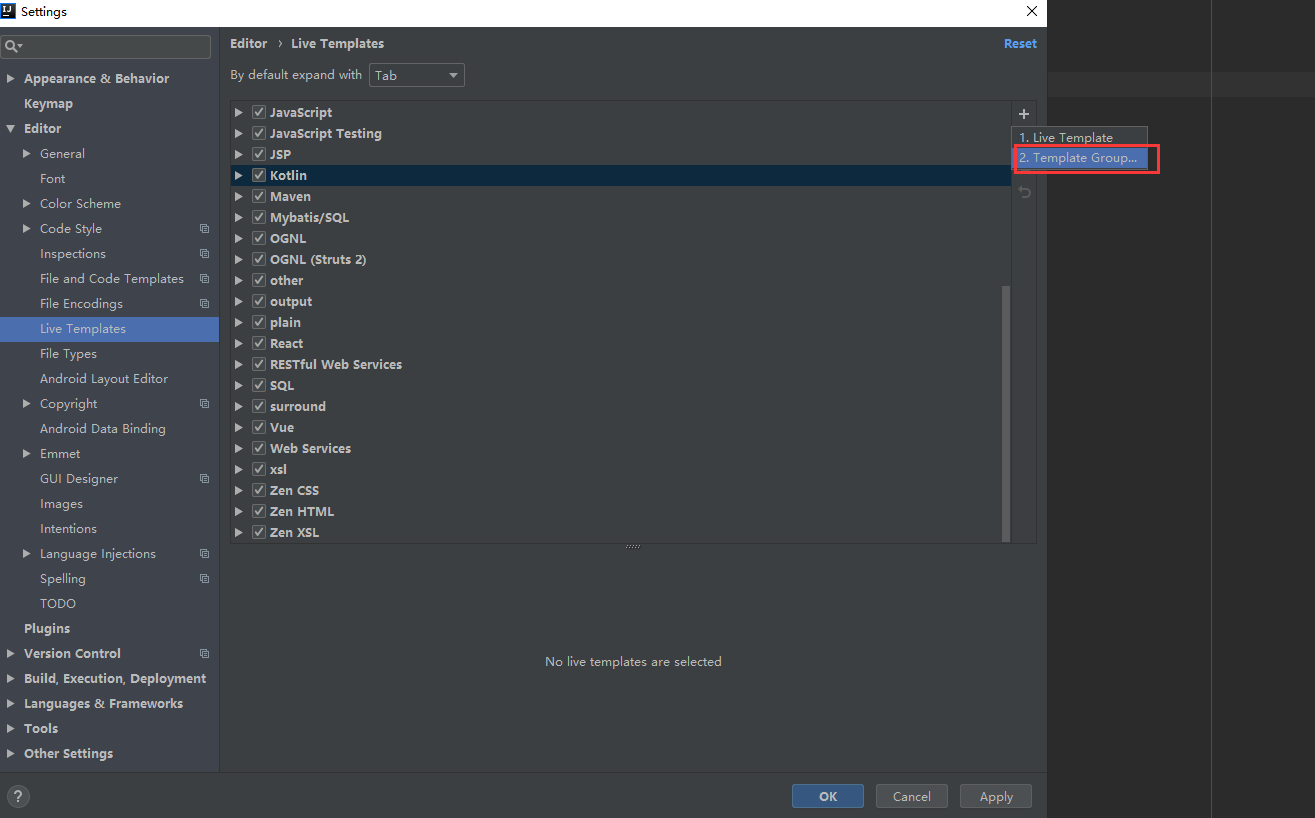 Settings
Editor › Live Templates
Reset
By default expand with Tab
Appearance & Behavior
Keymap
Editor
General
Font
Color Scheme
Code Style
Inspections
File and Code Templates
File Encodings
Live Templates
File Types
Android Layout Editor
Copyright
Android Data Binding
Emmet
GUI Designer
Images
Intentions
Language Injections
Spelling
TODO
Plugins
Version Control
Build, Execution, Deployment
Languages & Frameworks
Tools
Other Settings
JavaScript
JavaScript Testing
JSP
Kotlin
Maven
Mybatis/SQL
OGNL
OGNL (Struts 2)
other
output
plain
React
RESTful Web Services
SQL
surround
Vue
Web Services
xsl
Zen CSS
Zen HTML
Zen XSL
1. Live Template
2. Template Group...
No live templates are selected
?
OK
Cancel
Apply